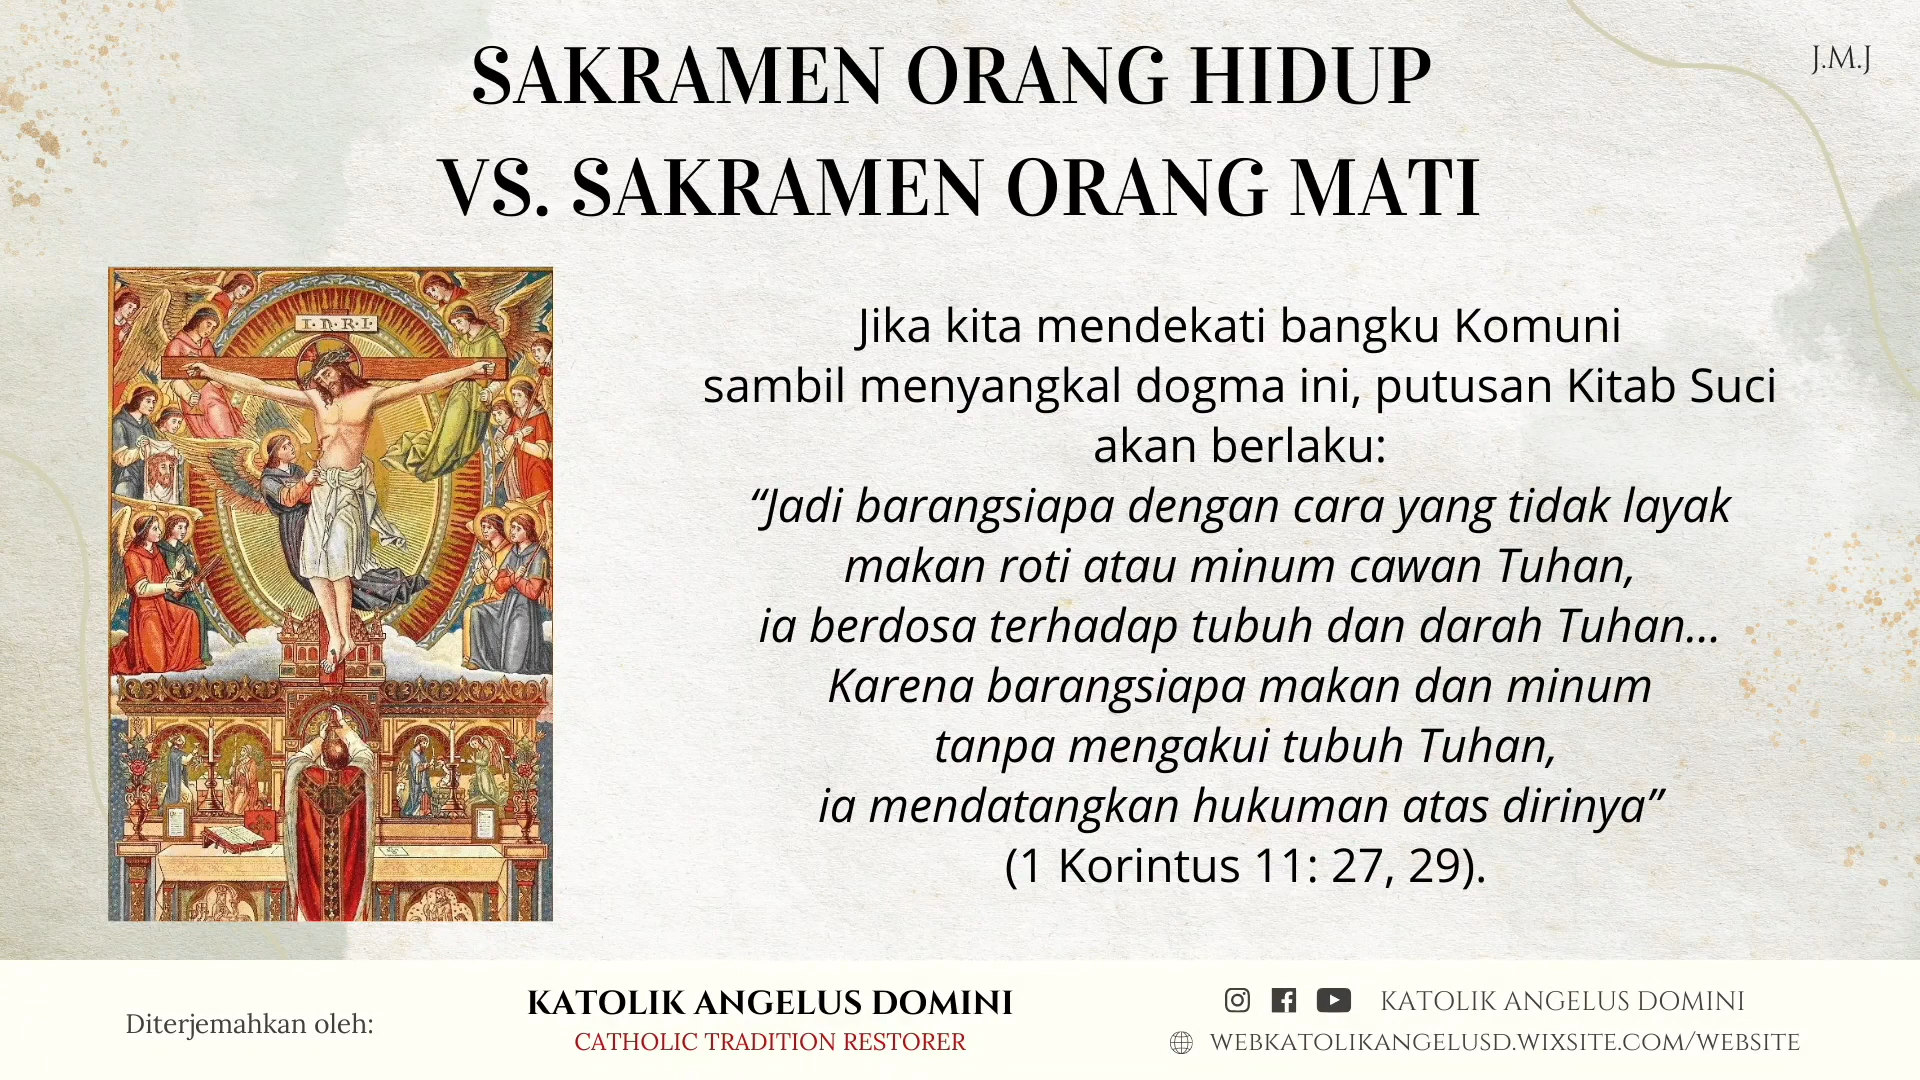 J.M.J
SAKRAMEN ORANG HIDUP
VS. SAKRAMEN ORANG MATI
I·N·R·I·
Jika kita mendekati bangku Komuni
sambil menyangkal dogma ini, putusan Kitab Suci
akan berlaku:
“Jadi barangsiapa dengan cara yang tidak layak
makan roti atau minum cawan Tuhan,
ia berdosa terhadap tubuh dan darah Tuhan...
Karena barangsiapa makan dan minum
tanpa mengakui tubuh Tuhan,
ia mendatangkan hukuman atas dirinya”
(1 Korintus 11: 27, 29).
Diterjemahkan oleh:
KATOLIK ANGELUS DOMINI
CATHOLIC TRADITION RESTORER
KATOLIK ANGELUS DOMINI
WEBKATOLIKANGELUSD.WIXSITE.COM/WEBSITE